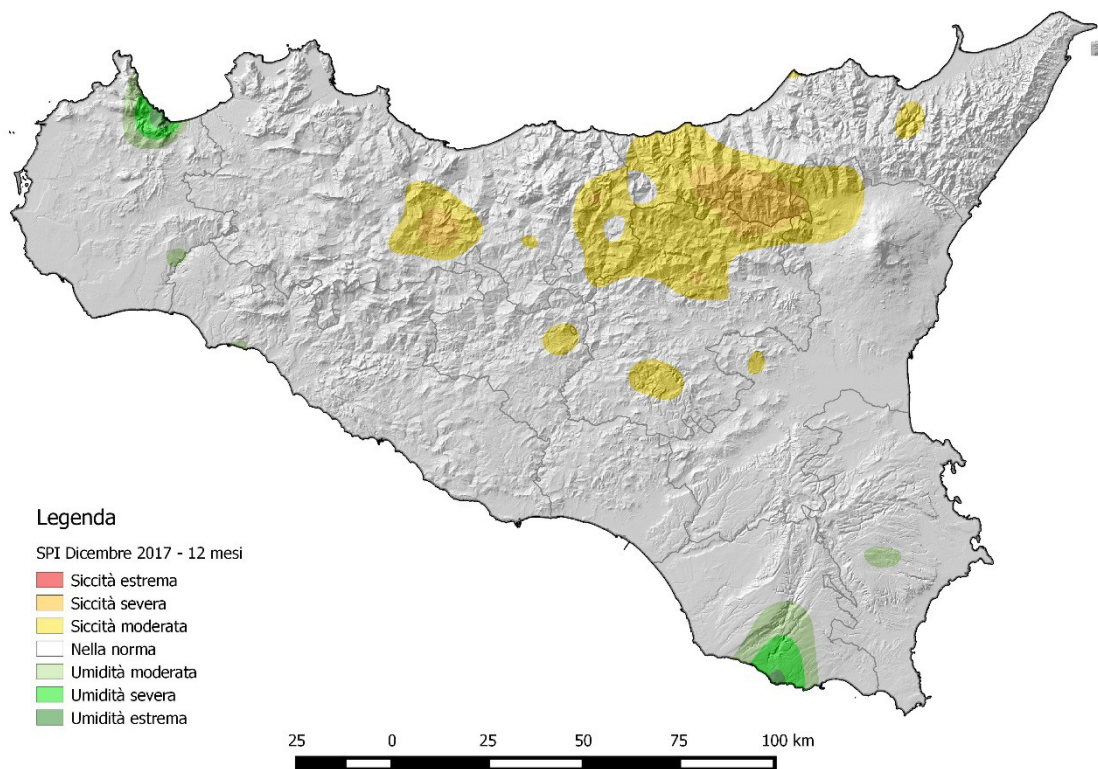 Legenda
SPI Dicembre 2017 - 12 mesi
Siccità estrema
Siccità severa
Siccità moderata
Nella norma
Umidità moderata
Umidità severa
Umidità estrema
25 0 25 50 75 100 km